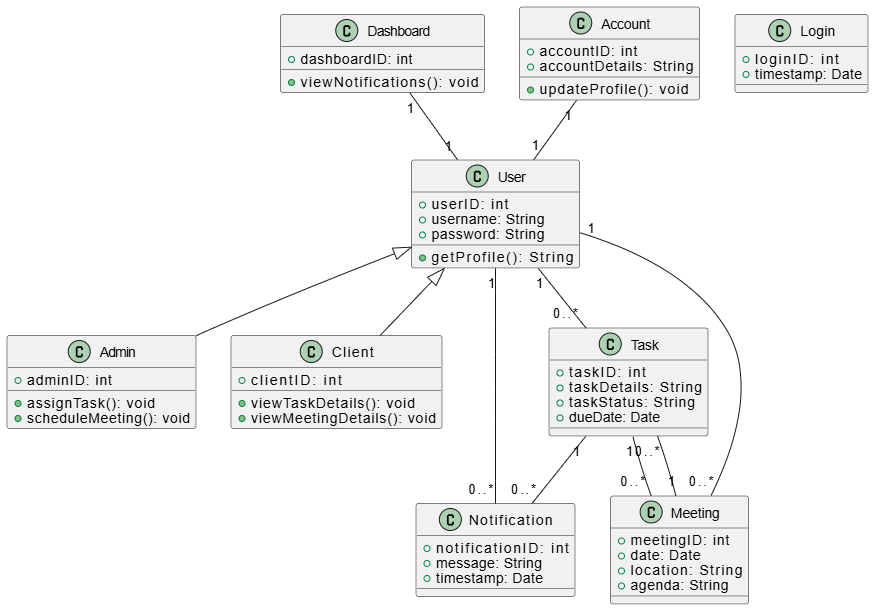 C Dashboard
dashboardID: int
viewNotifications(): void
C Account
accountID: int
accountDetails: String
updateProfile(): void
C Login
loginID: int
timestamp: Date
1
1
1
1
C User
userID: int
username: String
password: String
getProfile(): String
1
1
1
0..*
C Admin
adminID: int
assignTask(): void
scheduleMeeting(): void
C Client
clientID: int
viewTaskDetails(): void
viewMeetingDetails(): void
C Task
taskID: int
taskDetails: String
taskStatus: String
dueDate: Date
1
1
0..*
0..*
0..*
0..*
1
0..*
C Notification
notificationID: int
message: String
timestamp: Date
C Meeting
meetingID: int
date: Date
location: String
agenda: String